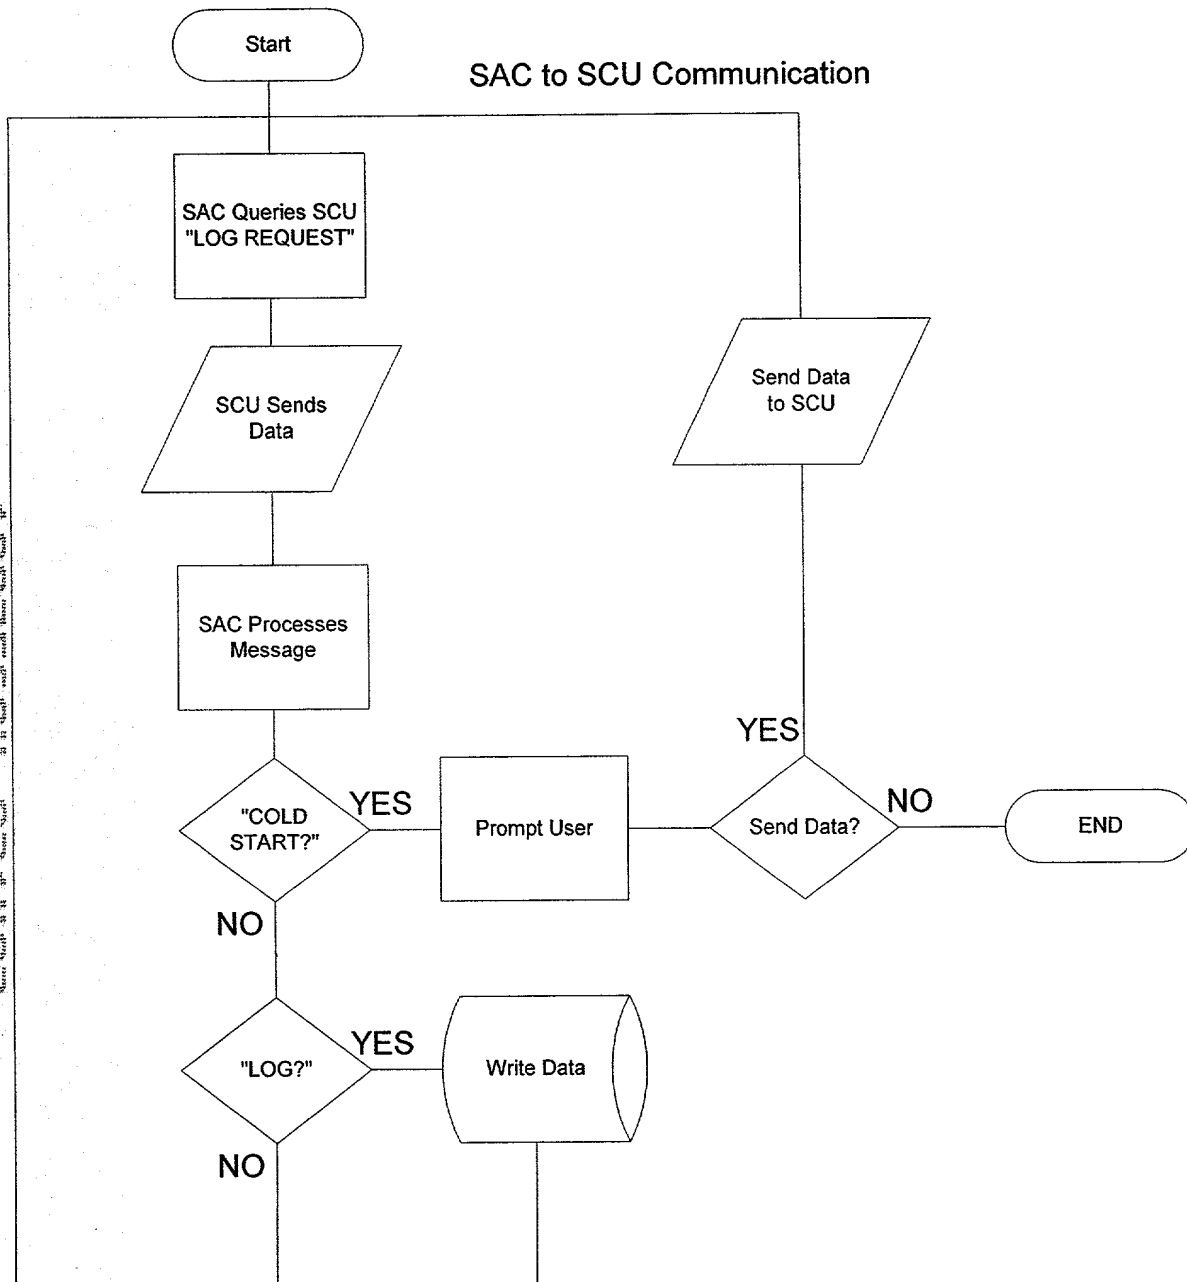 Start
SAC to SCU Communication
SAC Queries SCU
"LOG REQUEST"
SCU Sends
Data
Send Data
to SCU
SAC Processes
Message
YES
"COLD
START?"
YES
Prompt User
Send Data?
NO
END
NO
"LOG?"
YES
Write Data
NO